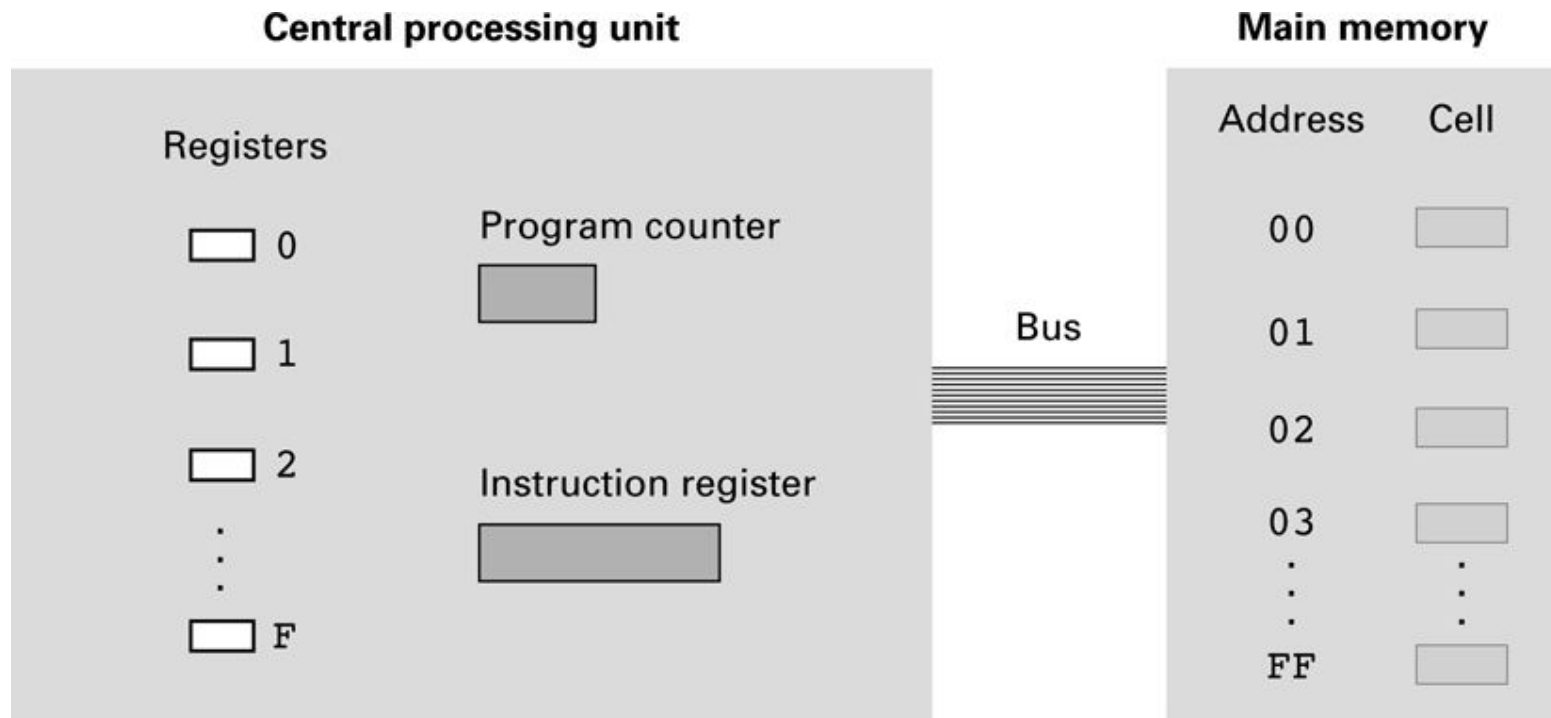 Central processing unit
Main memory
Registers
0
1
2
F
Program counter
Instruction register
Bus
Address Cell
00
01
02
03
FF